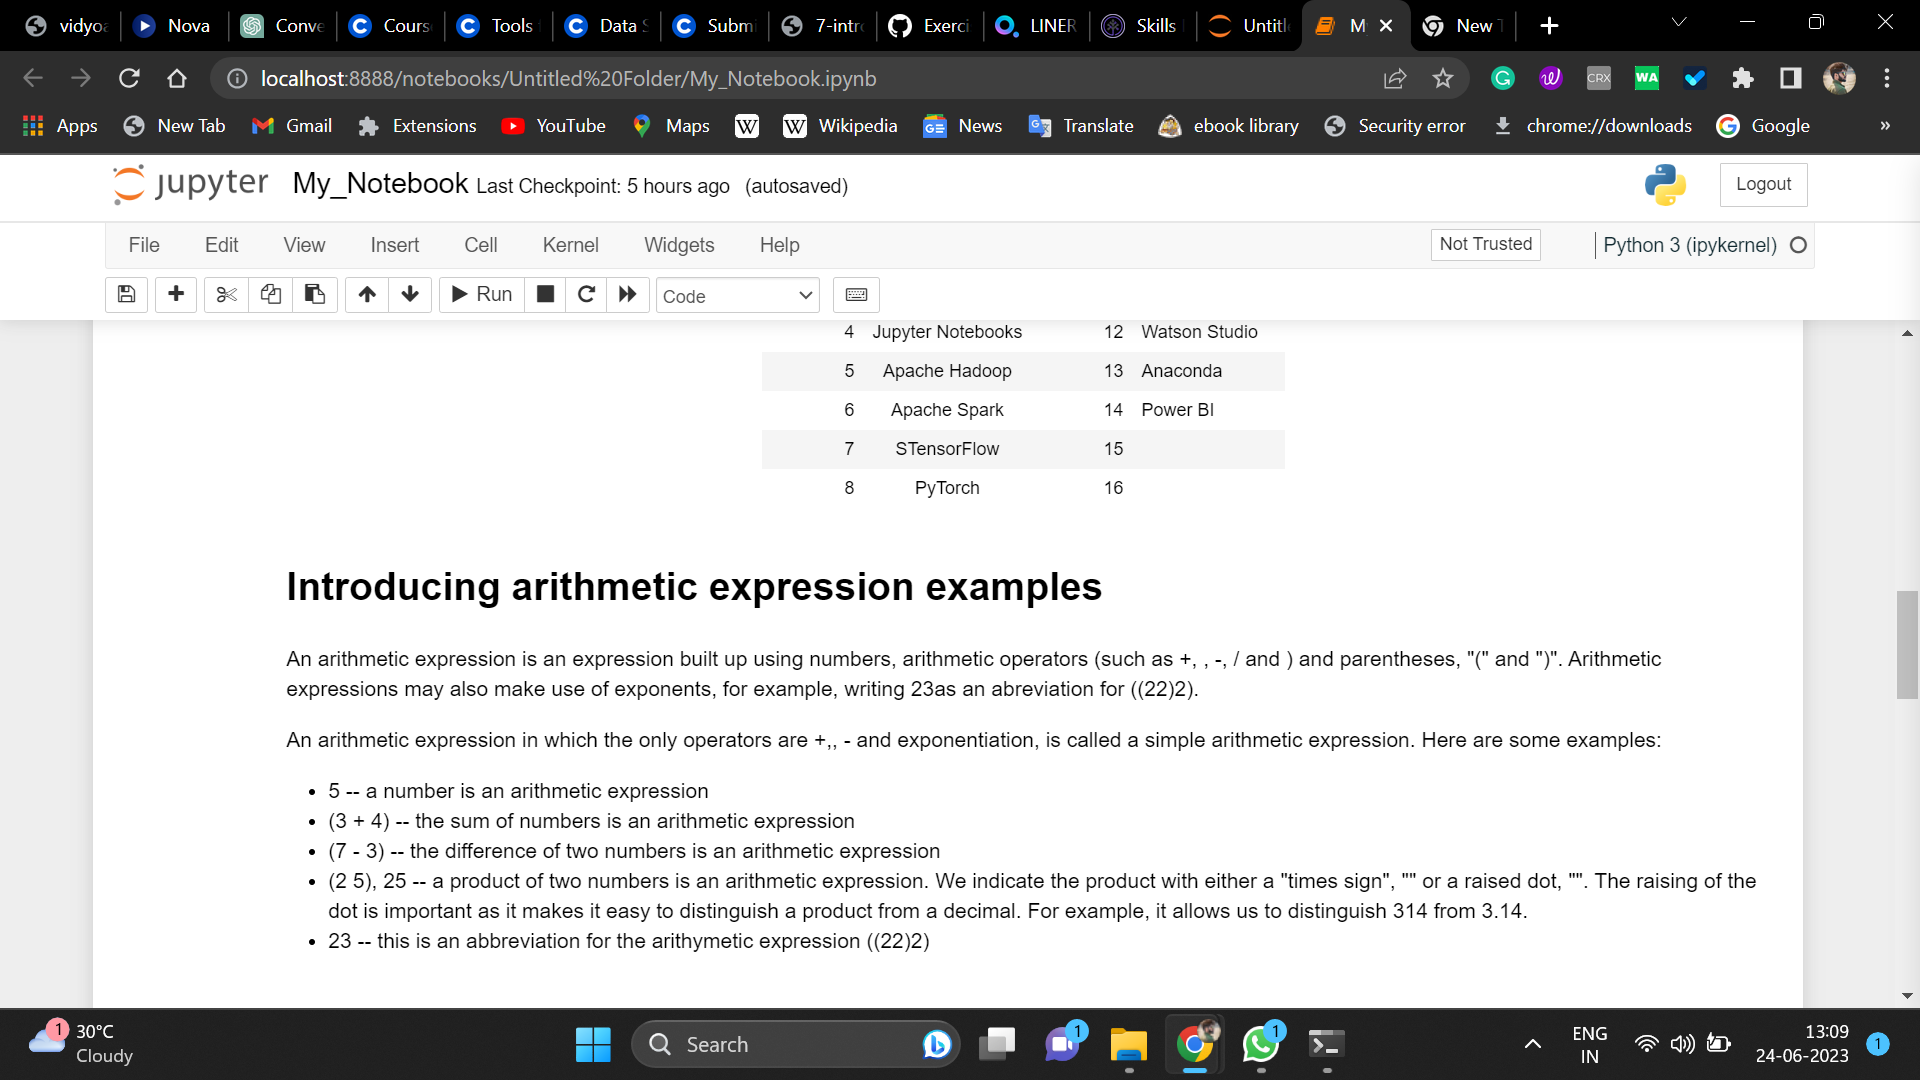 vidyoa Nova Conve Cours Tools Data S Submi 7-intro Exerci LINER Skills Untitl M New T
localhost:8888/notebooks/Untitled%20Folder/My_Notebook.ipynb
CRX WA
Apps New Tab Gmail Extensions YouTube Maps W W Wikipedia News Translate ebook library Security error chrome://downloads Google »
jupyter My_Notebook Last Checkpoint: 5 hours ago (autosaved) Logout
File Edit View Insert Cell Kernel Widgets Help Not Trusted Python 3 (ipykernel)
Run Code
4 Jupyter Notebooks 12 Watson Studio
5 Apache Hadoop 13 Anaconda
6 Apache Spark 14 Power BI
7 STensorFlow 15
8 PyTorch 16
Introducing arithmetic expression examples
An arithmetic expression is an expression built up using numbers, arithmetic operators (such as +, , -, / and ) and parentheses, "(" and ")". Arithmetic
expressions may also make use of exponents, for example, writing 23as an abreviation for ((22)2).
An arithmetic expression in which the only operators are +,, - and exponentiation, is called a simple arithmetic expression. Here are some examples:
• 5 -- a number is an arithmetic expression
• (3 + 4) -- the sum of numbers is an arithmetic expression
• (7 - 3) -- the difference of two numbers is an arithmetic expression
• (2 5), 25 -- a product of two numbers is an arithmetic expression. We indicate the product with either a "times sign", "" or a raised dot, "". The raising of the
dot is important as it makes it easy to distinguish a product from a decimal. For example, it allows us to distinguish 314 from 3.14.
• 23 -- this is an abbreviation for the arithymetic expression ((22)2)
1 30°C
Cloudy
Search
1
1
ENG
IN
13:09
24-06-2023
1